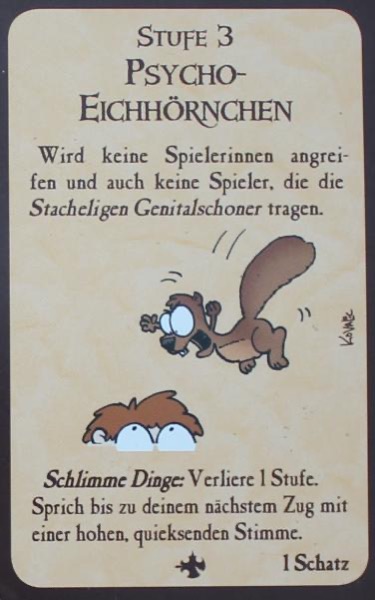 STUFE 3
PSYCHO-
EICHHÖRNCHEN
Wird keine Spielerinnen angrei-
fen und auch keine Spieler, die die
Stacheligen Genitalschoner tragen.
KOVALIC
Schlimme Dinge: Verliere 1 Stufe.
Sprich bis zu deinem nächstem Zug mit
einer hohen, quieksenden Stimme.
1 Schatz